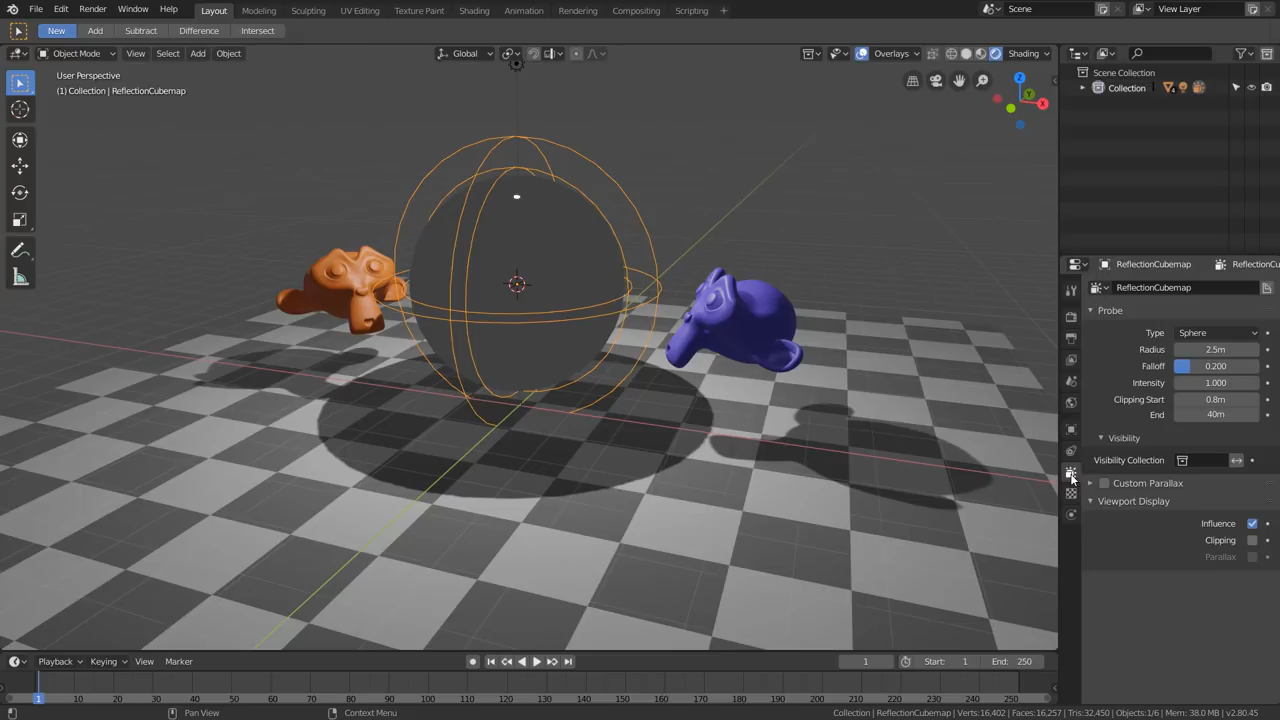 File Edit Render Window Help Layout Modeling Sculpting UV Editing Texture Paint Shading Animation Rendering Compositing Scripting + Scene View Layer
New Add Subtract Difference Intersect
Object Mode View Select Add Object Global Overlays Shading
User Perspective
(1) Collection | ReflectionCubemap
Z
Y
X
Scene Collection
Collection
ReflectionCubemap ReflectionCu
ReflectionCubemap
Probe
Type Sphere
Radius 2.5m
Falloff 0.200
Intensity 1.000
Clipping Start 0.8m
End 40m
Visibility
Visibility Collection
Custom Parallax
Viewport Display
Influence
Clipping
Parallax
Playback Keying View Marker 1 Start: 1 End: 250
1 10 20 30 40 50 60 70 80 90 100 110 120 130 140 150 160 170 180 190 200 210 220 230 240 250
Pan View Context Menu Collection | ReflectionCubemap | Verts:16,402 | Faces:16,257 | Tris:32,450 | Objects:1/6 | Mem: 38.0 MB | v2.80.45